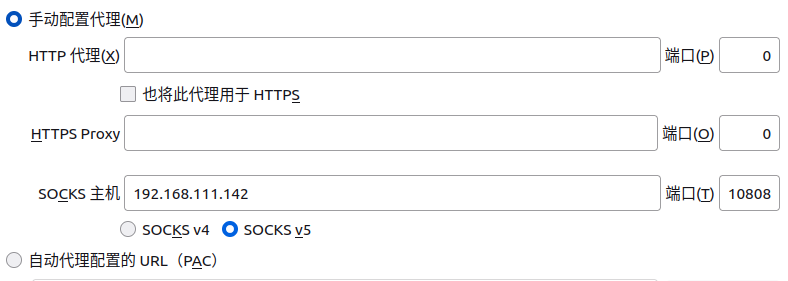 手动配置代理(M)
HTTP 代理(X) 端口(P) 0
也将此代理用于 HTTPS
HTTPS Proxy 端口(O) 0
SOCKS 主机 192.168.111.142 端口(T) 10808
SOCKS v4 SOCKS v5
自动代理配置的 URL（PAC）